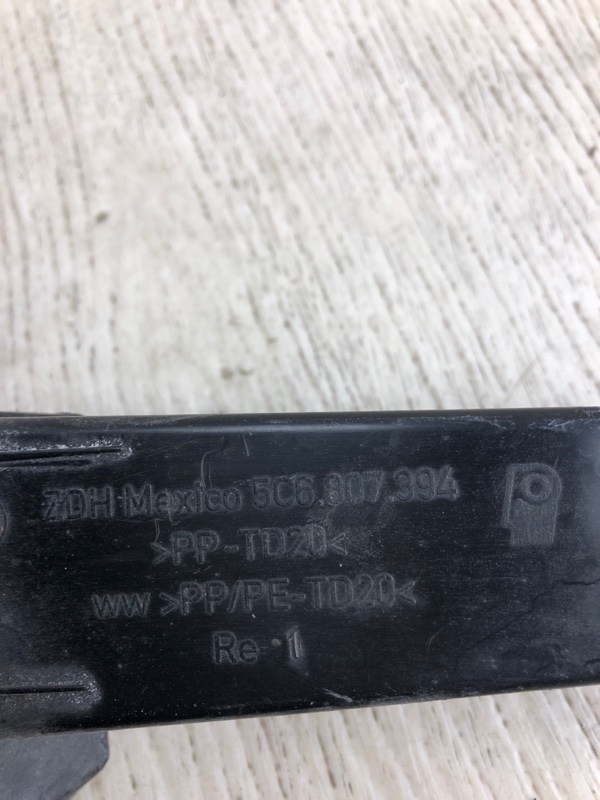 ZDH Mexico 5C6.807.394
>PP-TD20<
ww >PP/PE-TD20<
Re 1